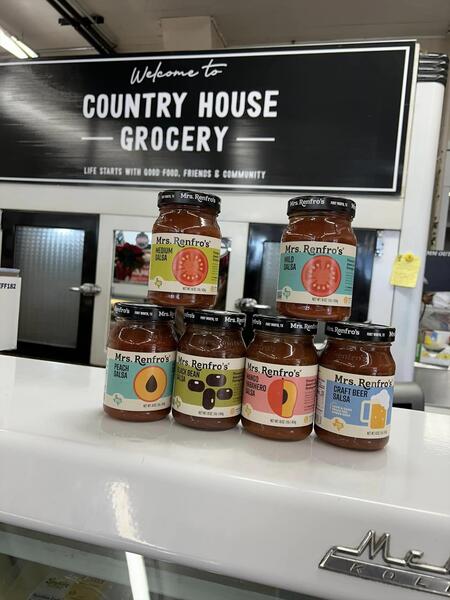 Welcome to
COUNTRY HOUSE
GROCERY
LIFE STARTS WITH GOOD FOOD, FRIENDS & COMMUNITY
FF182
Mrs. Renfro's
Mrs. Renfro's
MEDIUM
SALSA
Mrs. Renfro's
Mrs. Renfro's
MILD
SALSA
Mrs. Renfro's
Mrs. Renfro's
PEACH
SALSA
Mrs. Renfro's
BLACK BEAN
SALSA
Mrs. Renfro's
Mrs. Renfro's
MANGO
HABANERO
SALSA
Mrs. Renfro's
Mrs. Renfro's
CRAFT BEER
SALSA